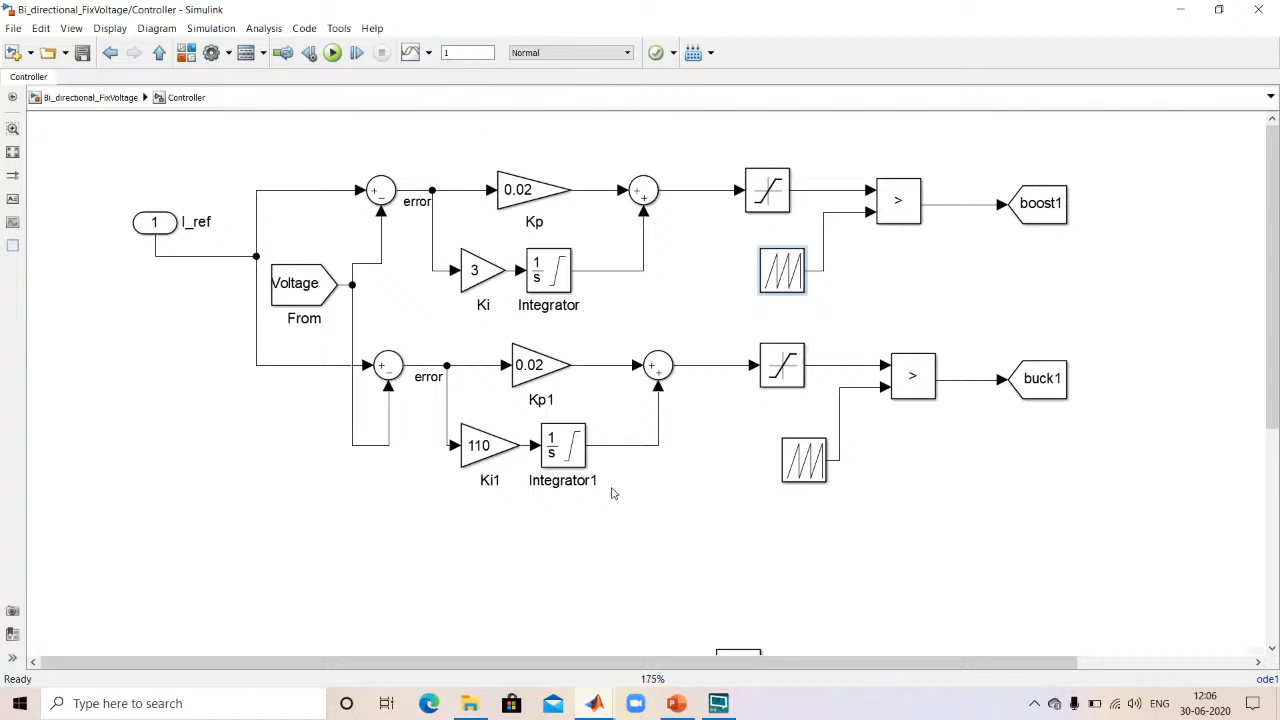 Bi_directional_FixVoltage/Controller - Simulink
File Edit View Display Diagram Simulation Analysis Code Tools Help
1 Normal
Controller
Bi_directional_FixVoltage Controller
1 I_ref
+ −
error
0.02
Kp
+ +
>
boost1
3
Ki
1 s
Integrator
Voltage
From
+ −
error
0.02
Kp1
+ +
>
buck1
110
Ki1
1 s
Integrator1
Ready 175% ode1
Type here to search
ENG
12:06
30-06-2020